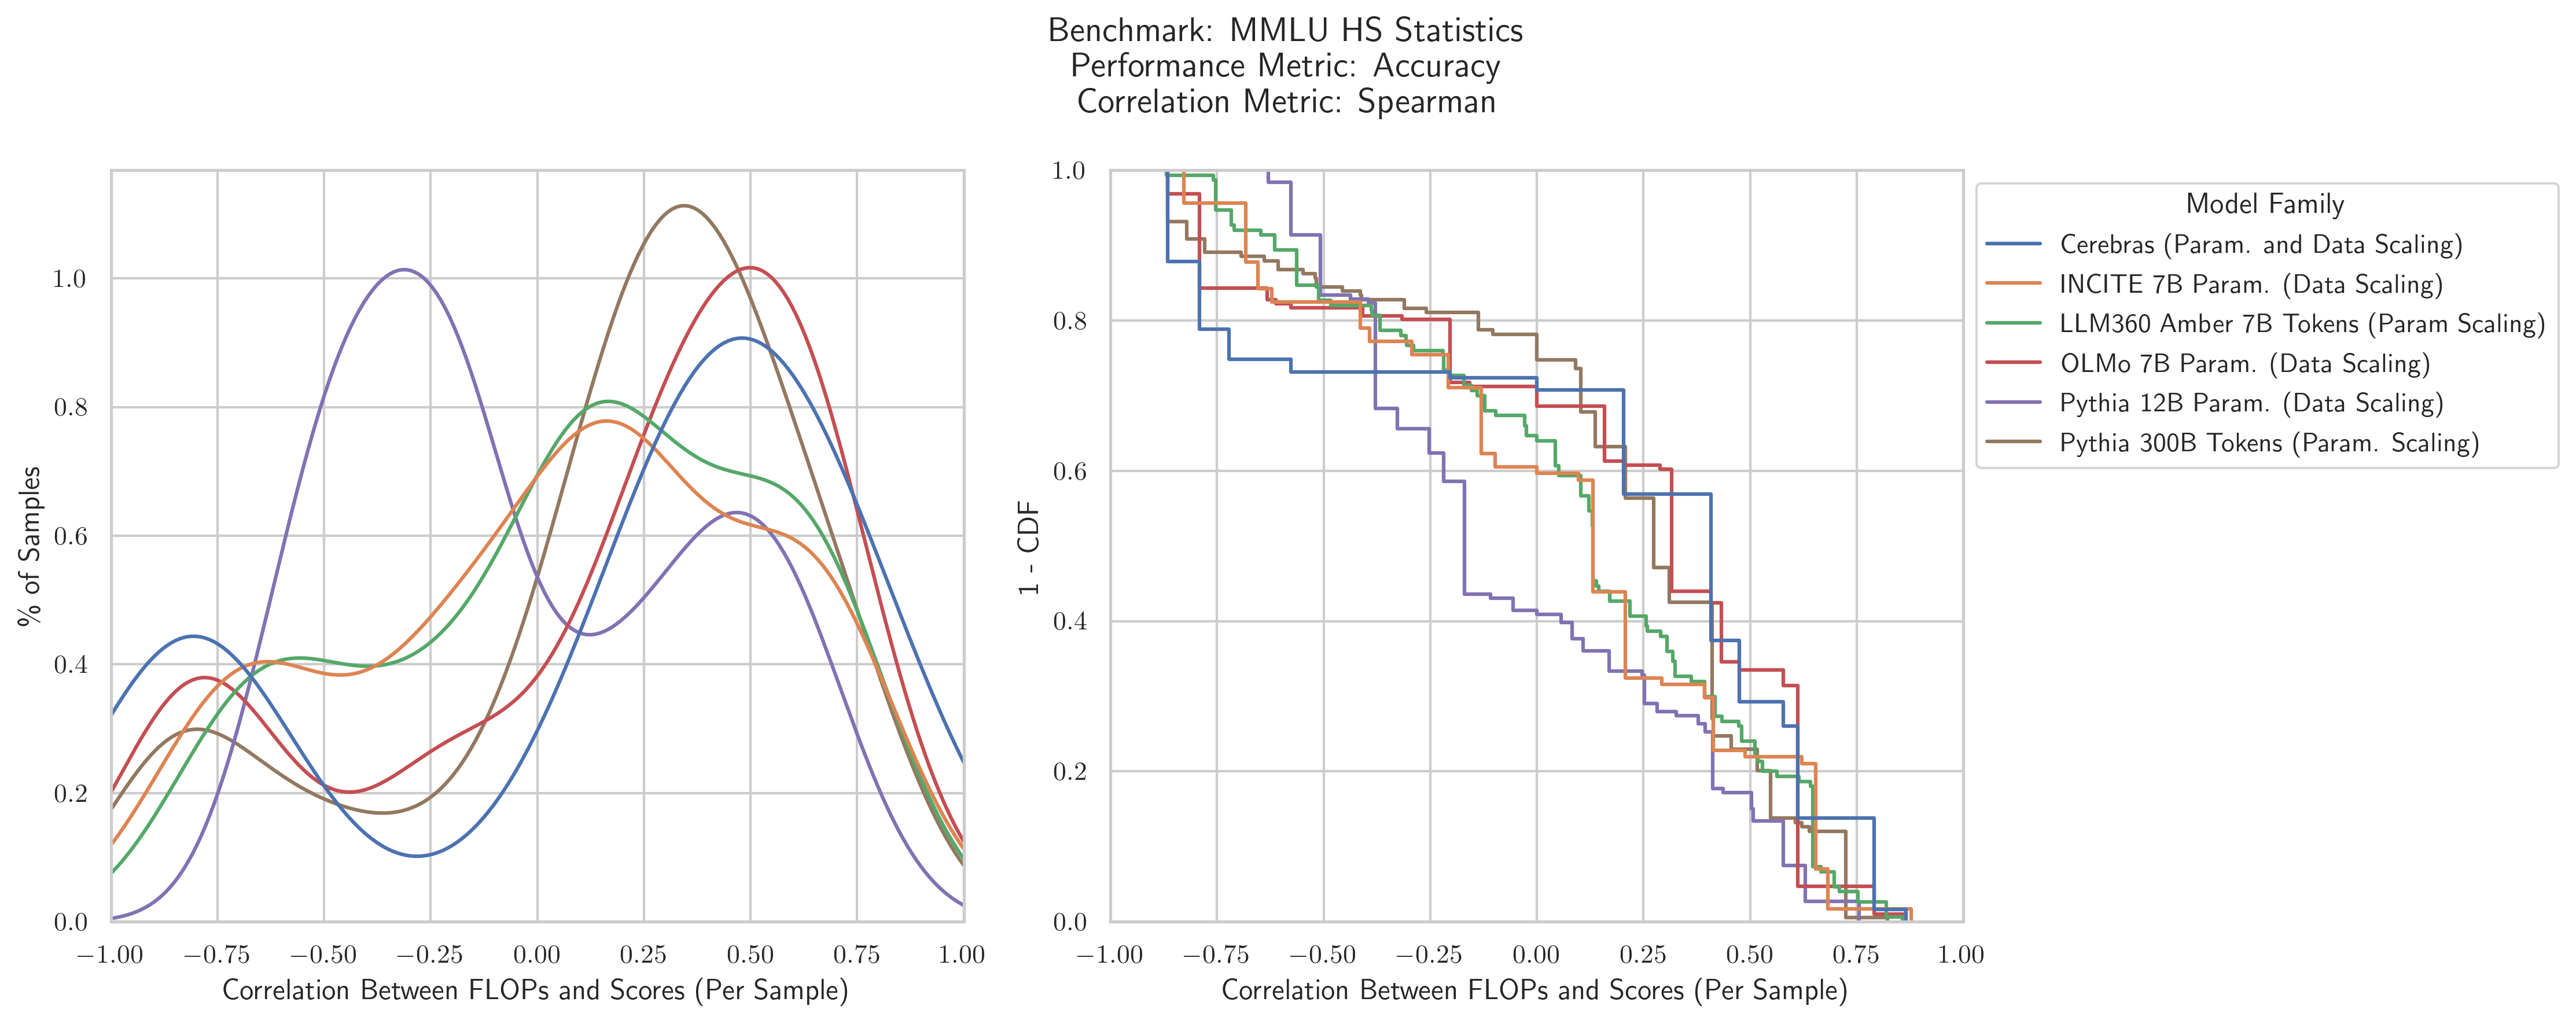 Benchmark: MMLU HS Statistics
Performance Metric: Accuracy
Correlation Metric: Spearman
% of Samples
1.0
0.8
0.6
0.4
0.2
0.0
−1.00 −0.75 −0.50 −0.25 0.00 0.25 0.50 0.75 1.00
Correlation Between FLOPs and Scores (Per Sample)
1 - CDF
1.0
0.8
0.6
0.4
0.2
0.0
−1.00 −0.75 −0.50 −0.25 0.00 0.25 0.50 0.75 1.00
Correlation Between FLOPs and Scores (Per Sample)
Model Family
Cerebras (Param. and Data Scaling)
INCITE 7B Param. (Data Scaling)
LLM360 Amber 7B Tokens (Param Scaling)
OLMo 7B Param. (Data Scaling)
Pythia 12B Param. (Data Scaling)
Pythia 300B Tokens (Param. Scaling)